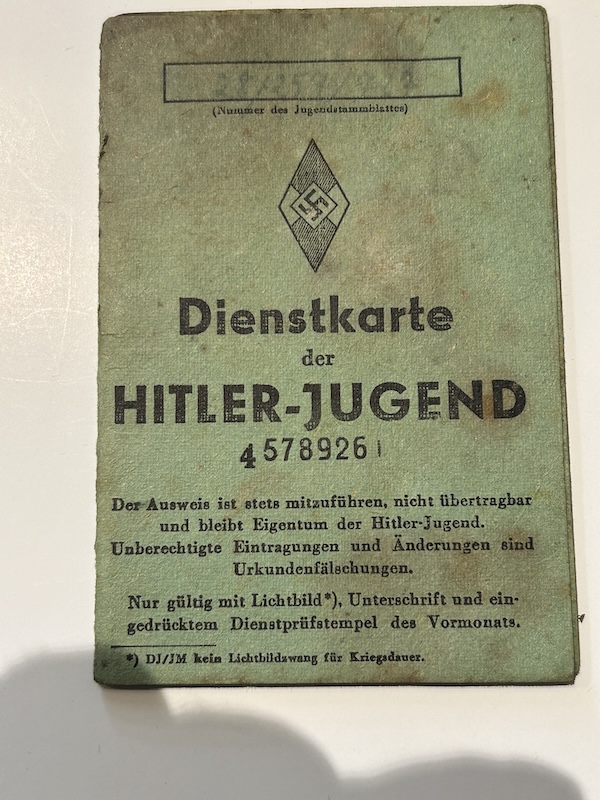 (Nummer des Jugendstammblattes)
Dienstkarte
der
HITLER-JUGEND
4578926
Der Ausweis ist stets mitzuführen, nicht übertragbar
und bleibt Eigentum der Hitler-Jugend.
Unberechtigte Eintragungen und Änderungen sind
Urkundenfälschungen.
Nur gültig mit Lichtbild*), Unterschrift und ein-
gedrücktem Dienstprüfstempel des Vormonats.
*) DJ/JM kein Lichtbildzwang für Kriegsdauer.